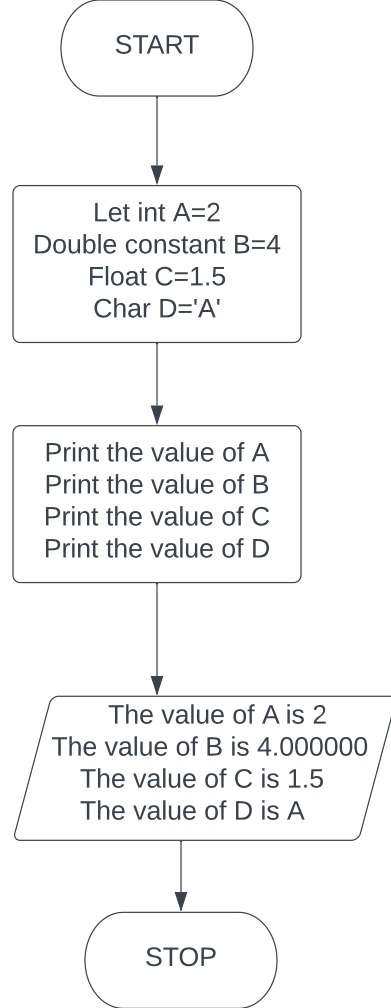 START
Let int A=2
Double constant B=4
Float C=1.5
Char D='A'
Print the value of A
Print the value of B
Print the value of C
Print the value of D
The value of A is 2
The value of B is 4.000000
The value of C is 1.5
The value of D is A
STOP